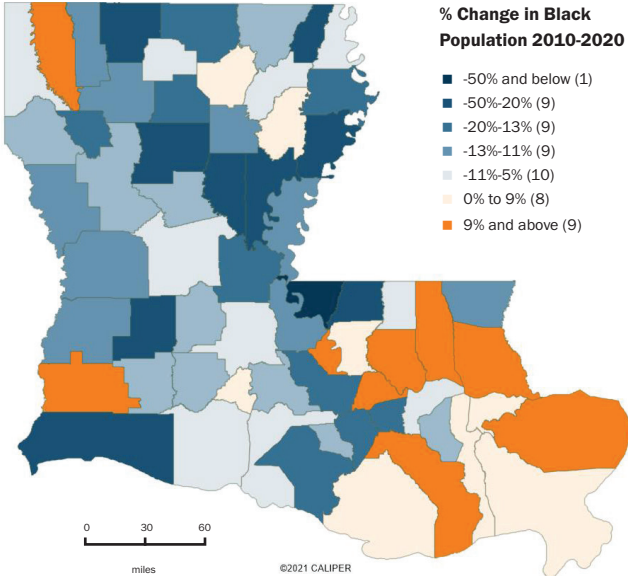 % Change in Black
Population 2010-2020
-50% and below (1)
-50%-20% (9)
-20%-13% (9)
-13%-11% (9)
-11%-5% (10)
0% to 9% (8)
9% and above (9)
0 30 60
miles
©2021 CALIPER